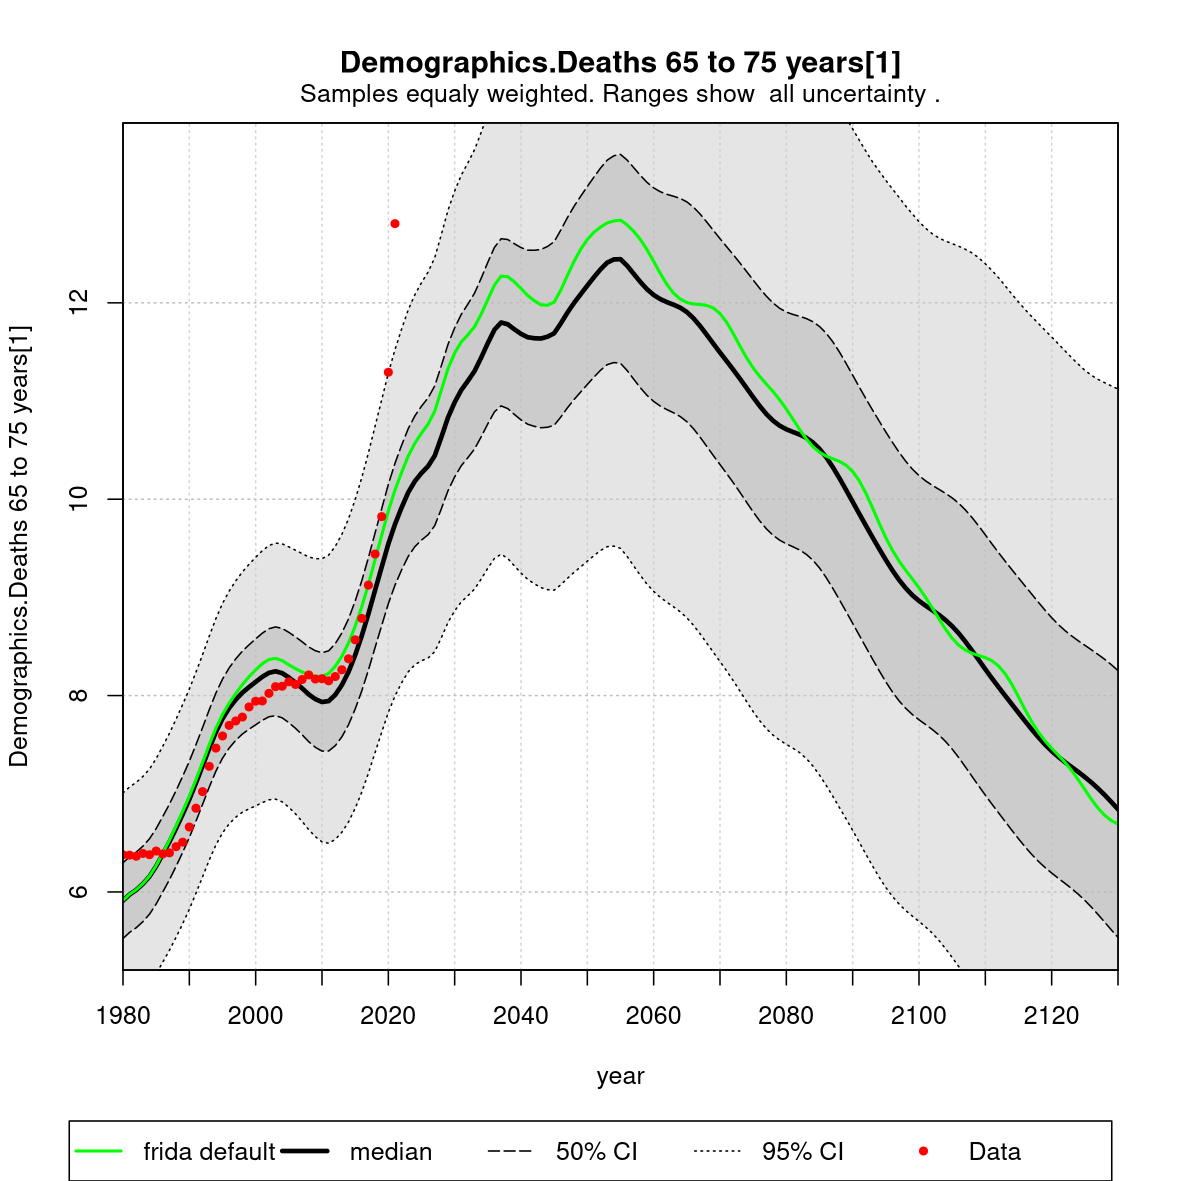 Demographics.Deaths 65 to 75 years[1]
Samples equaly weighted. Ranges show  all uncertainty .
Demographics.Deaths 65 to 75 years[1]
12
10
8
6
1980 2000 2020 2040 2060 2080 2100 2120
year
frida default median 50% CI 95% CI Data